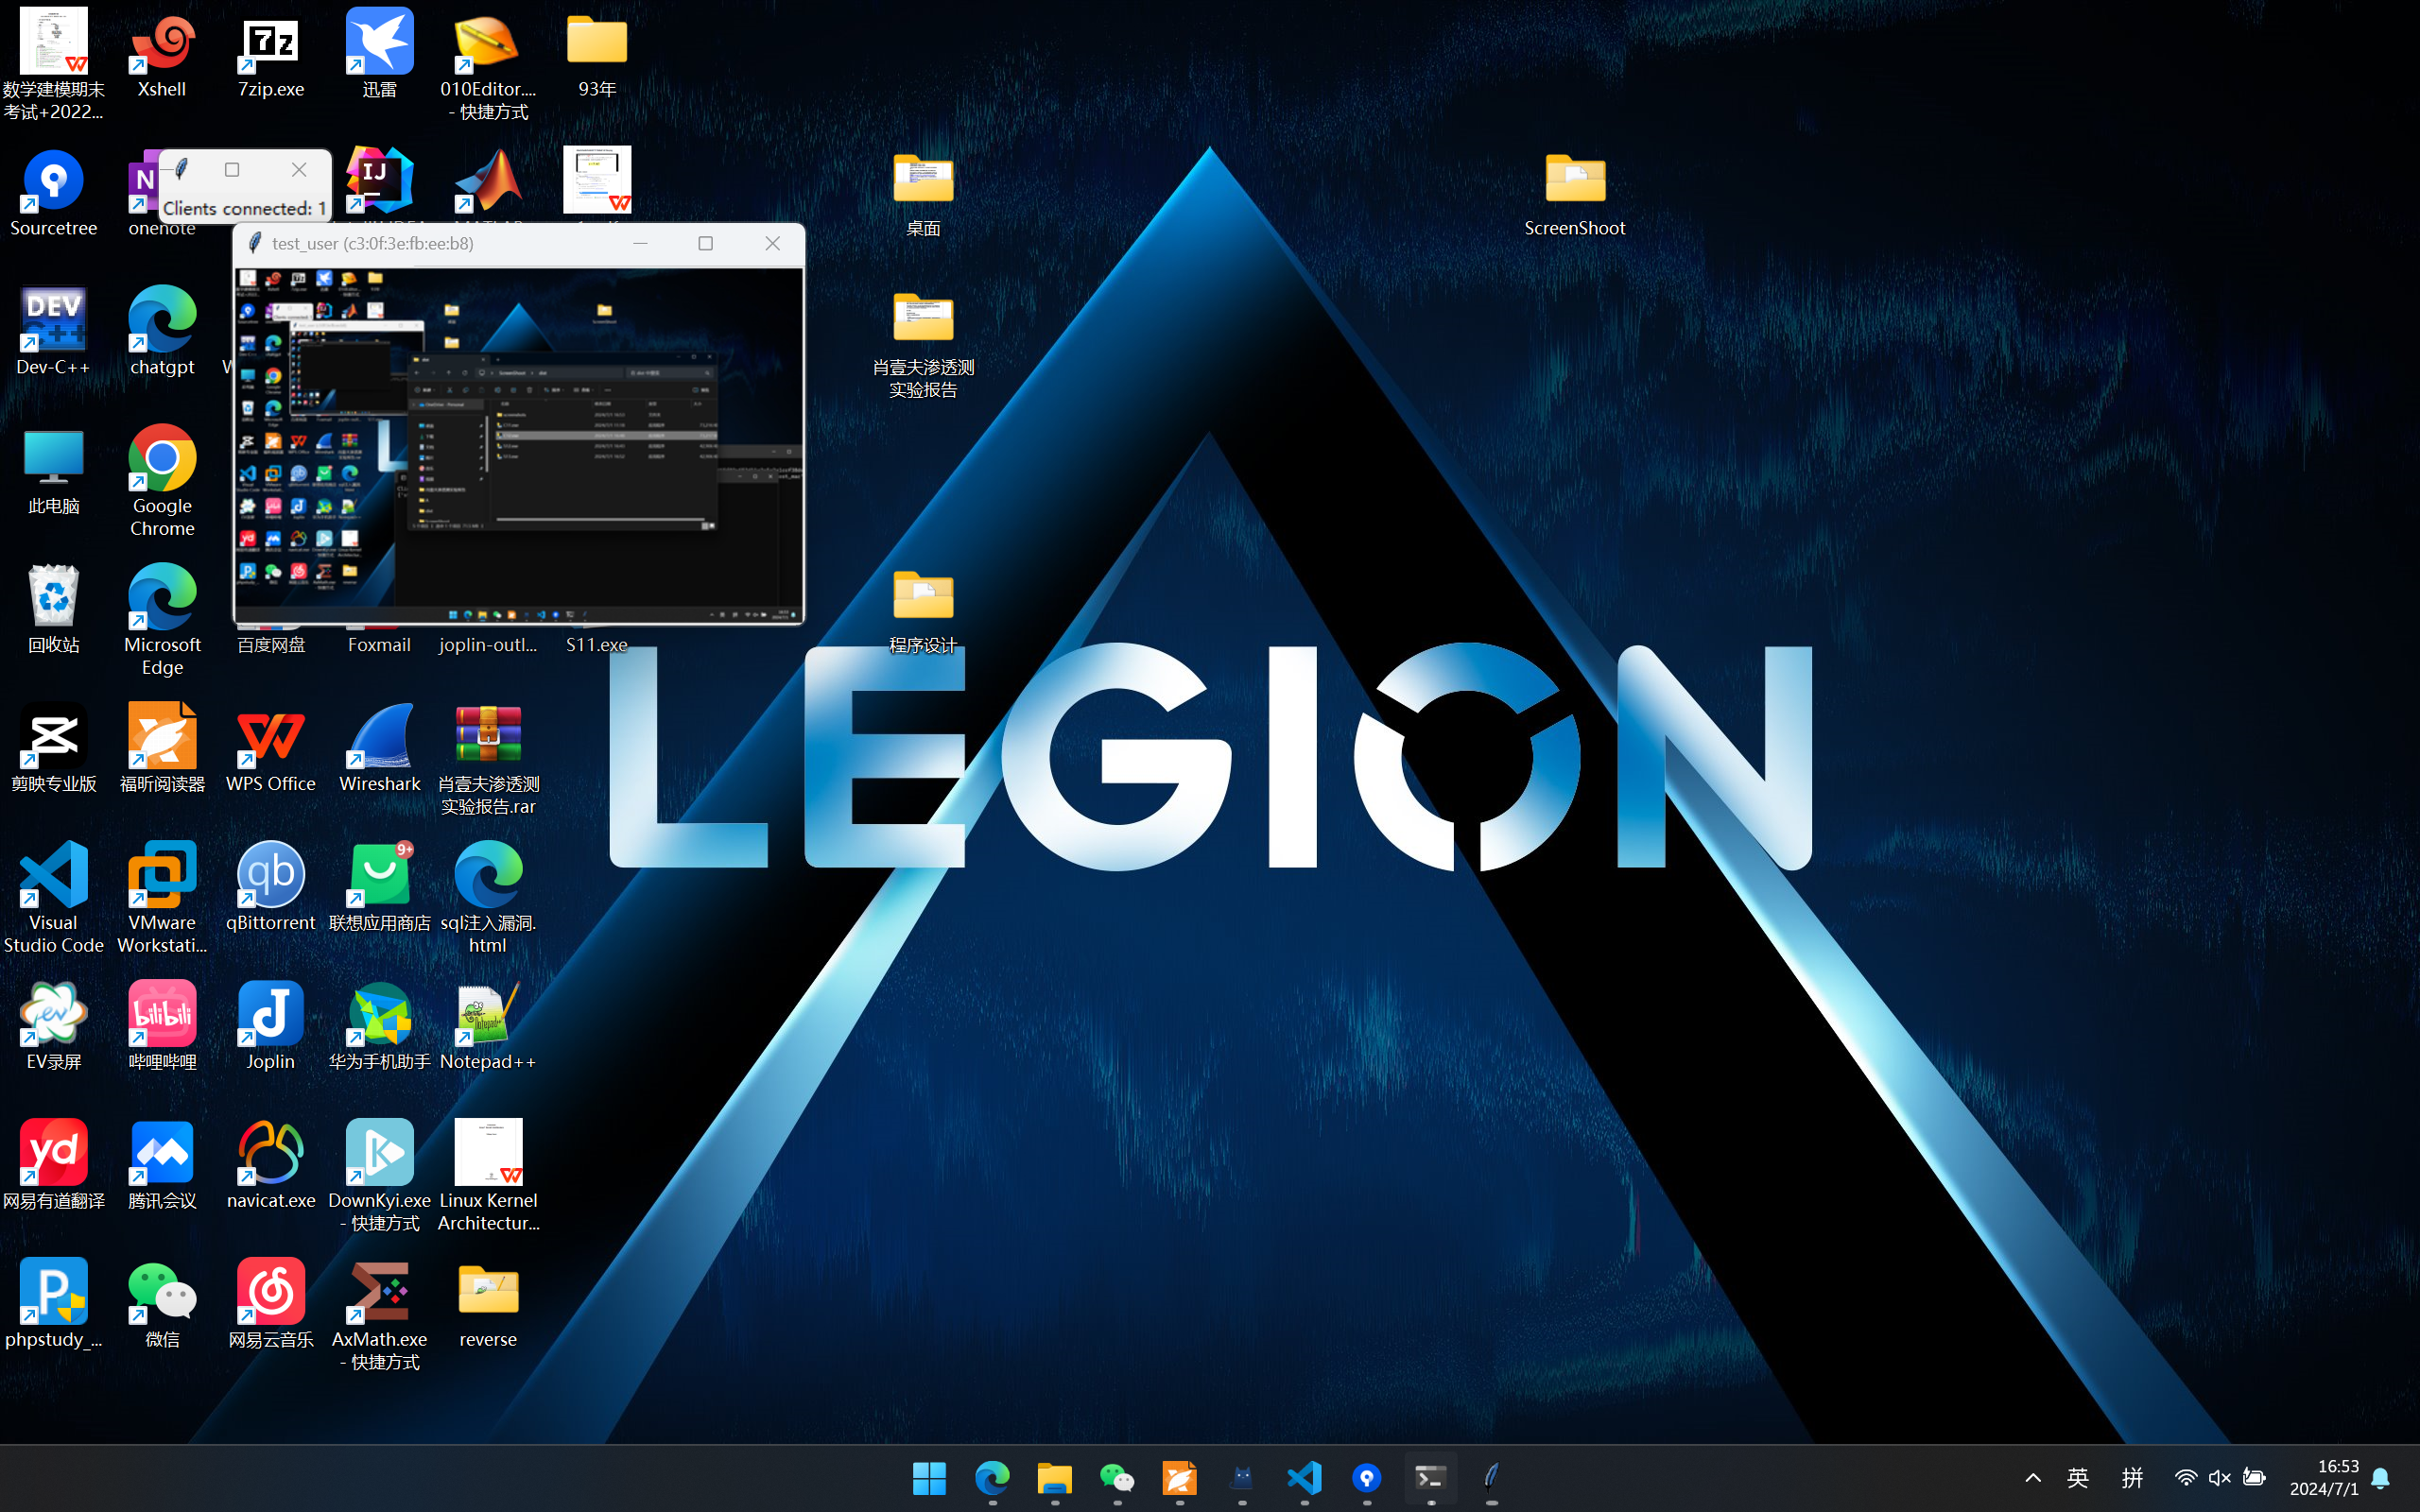 数学建模期末
考试+2022...
Xshell
7zip.exe
迅雷
010Editor....
- 快捷方式
93年
Sourcetree
onenote
Clients connected: 1
桌面
ScreenShoot
test_user (c3:0f:3e:fb:ee:b8)
Dev-C++
chatgpt
肖壹夫渗透测
实验报告
此电脑
Google
Chrome
回收站
Microsoft
Edge
百度网盘
Foxmail
joplin-outl...
S11.exe
程序设计
LEGION
剪映专业版
福昕阅读器
WPS Office
Wireshark
肖壹夫渗透测
实验报告.rar
Visual
Studio Code
VMware
Workstati...
qBittorrent
9+
联想应用商店
sql注入漏洞.
html
EV录屏
哔哩哔哩
Joplin
华为手机助手
Notepad++
网易有道翻译
腾讯会议
navicat.exe
DownKyi.exe
- 快捷方式
Linux Kernel
Architectur...
phpstudy_...
微信
网易云音乐
AxMath.exe
- 快捷方式
reverse
英
拼
16:53
2024/7/1